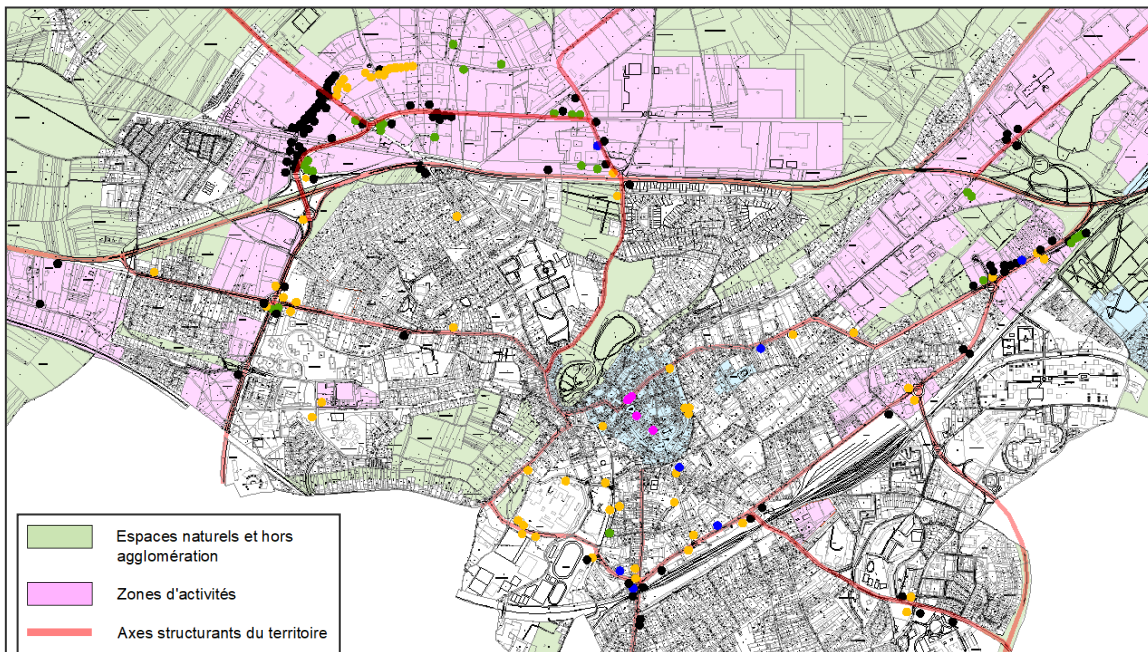 Espaces naturels et hors
agglomération
Zones d'activités
Axes structurants du territoire